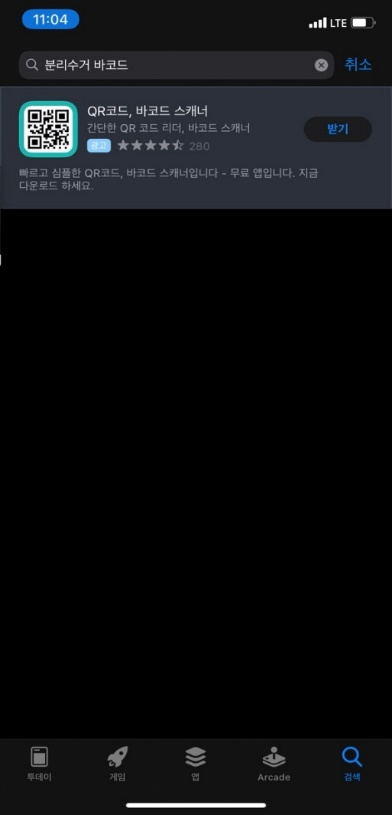 11:04 LTE
분리수거 바코드 취소
QR코드, 바코드 스캐너
간단한 QR 코드 리더, 바코드 스캐너
광고 280
받기
빠르고 심플한 QR코드, 바코드 스캐너입니다 - 무료 앱입니다. 지금
다운로드 하세요.
투데이 게임 앱 Arcade 검색